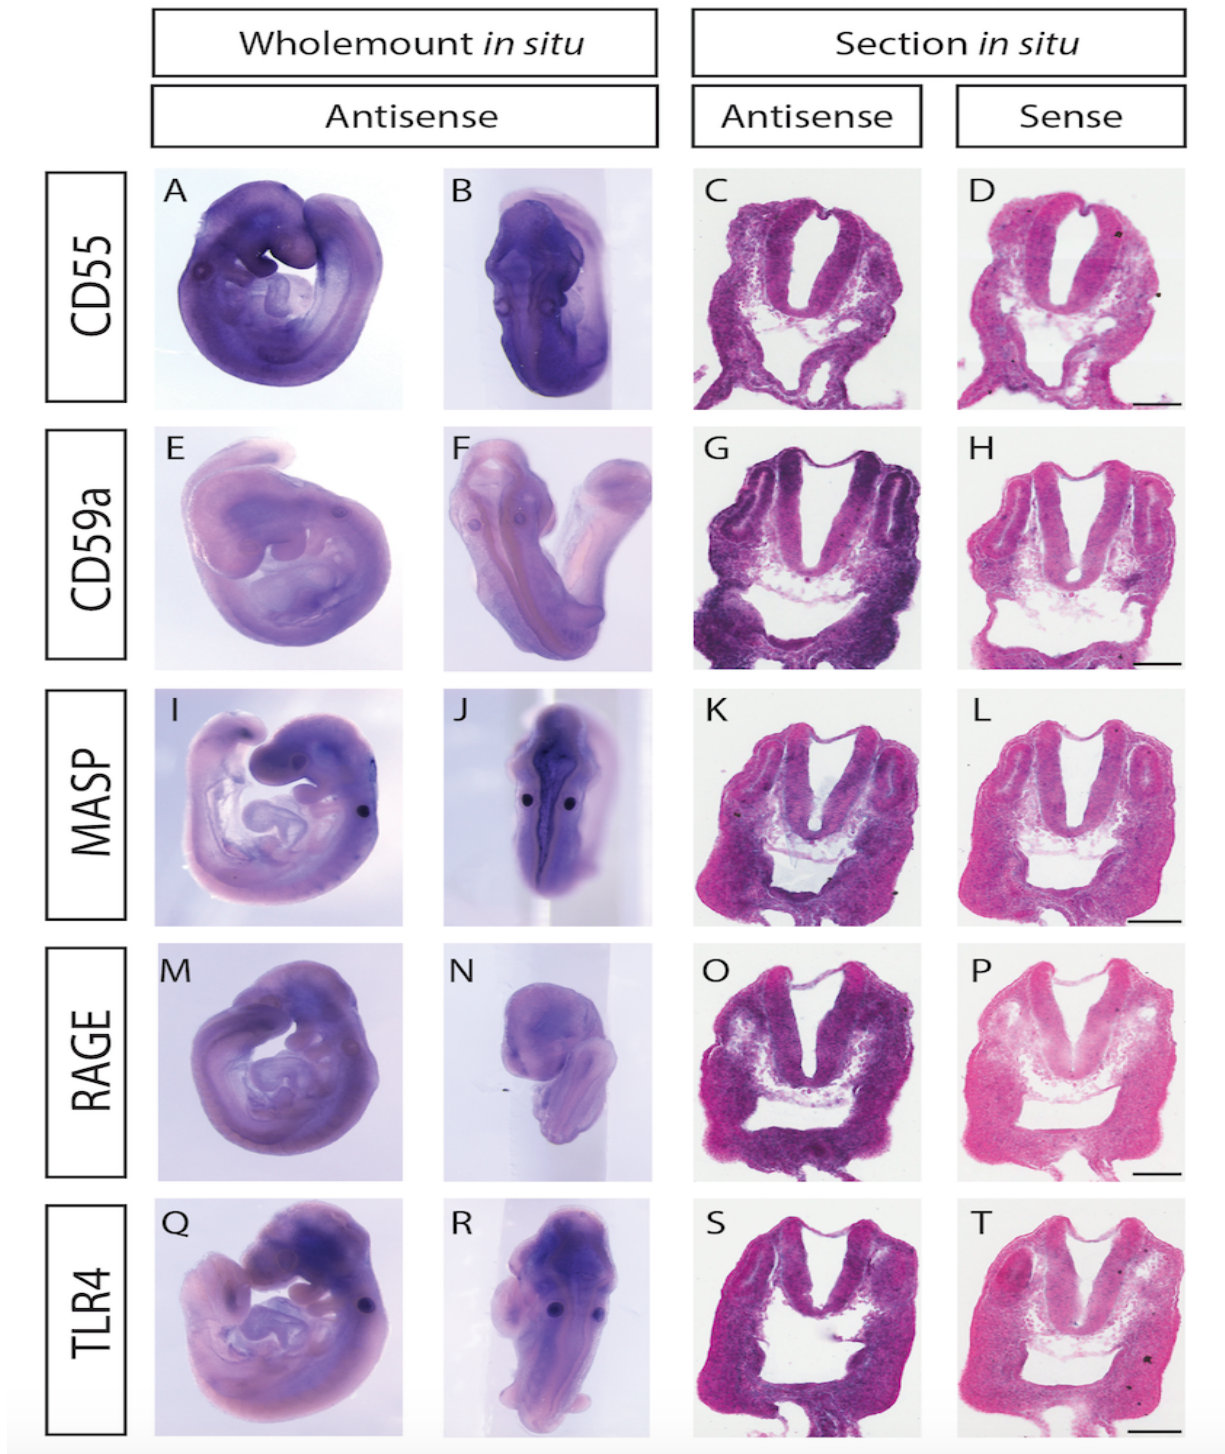 Wholemount in situ
Section in situ
Antisense
Antisense
Sense
CD55
A
B
C
D
CD59a
E
F
G
H
MASP
I
J
K
L
RAGE
M
N
O
P
TLR4
Q
R
S
T